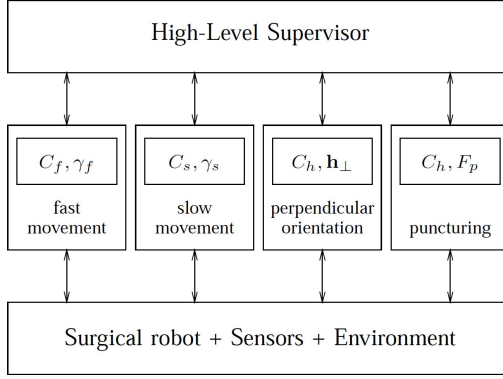 High-Level Supervisor
C_f, γ_f
C_s, γ_s
C_h, h_⊥
C_h, F_p
fast
movement
slow
movement
perpendicular
orientation
puncturing
Surgical robot + Sensors + Environment